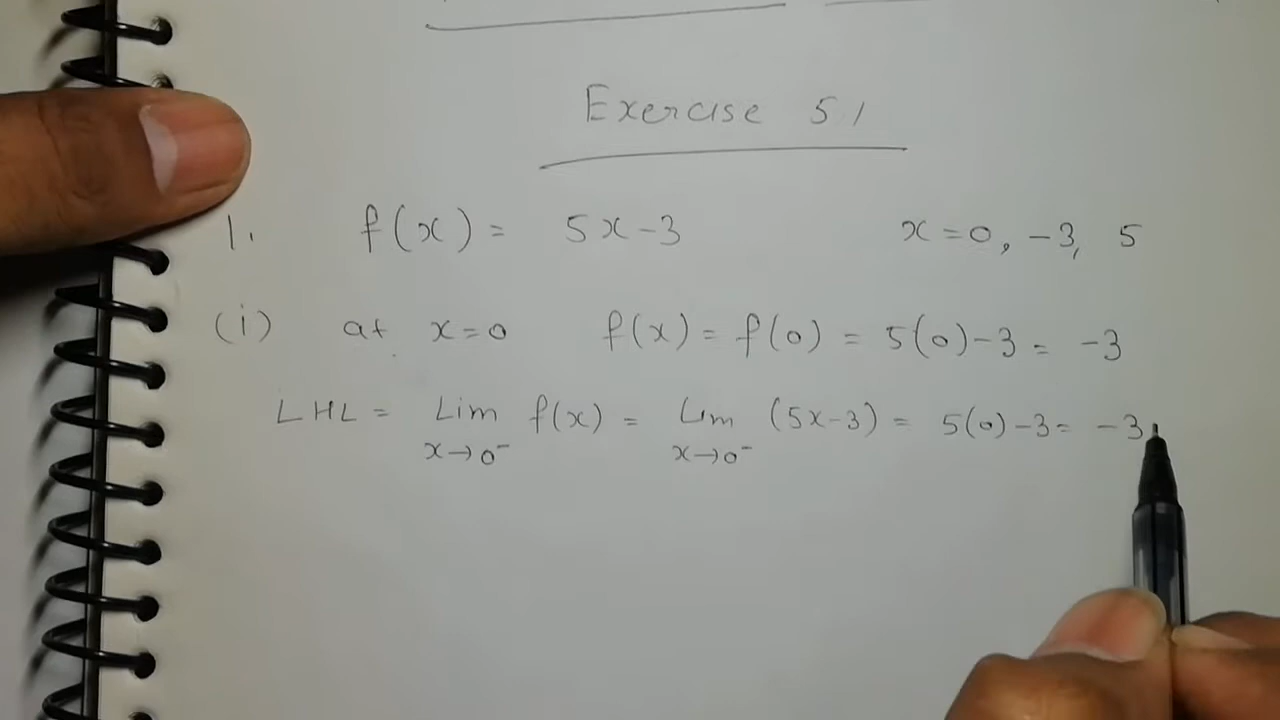 Exercise 5.1
1. f(x) = 5x-3 x=0, -3, 5
(i) at x=0 f(x) = f(0) = 5(0)-3 = -3
LHL = Lim f(x) = Lim (5x-3) = 5(0)-3 = -3
x→0⁻ x→0⁻